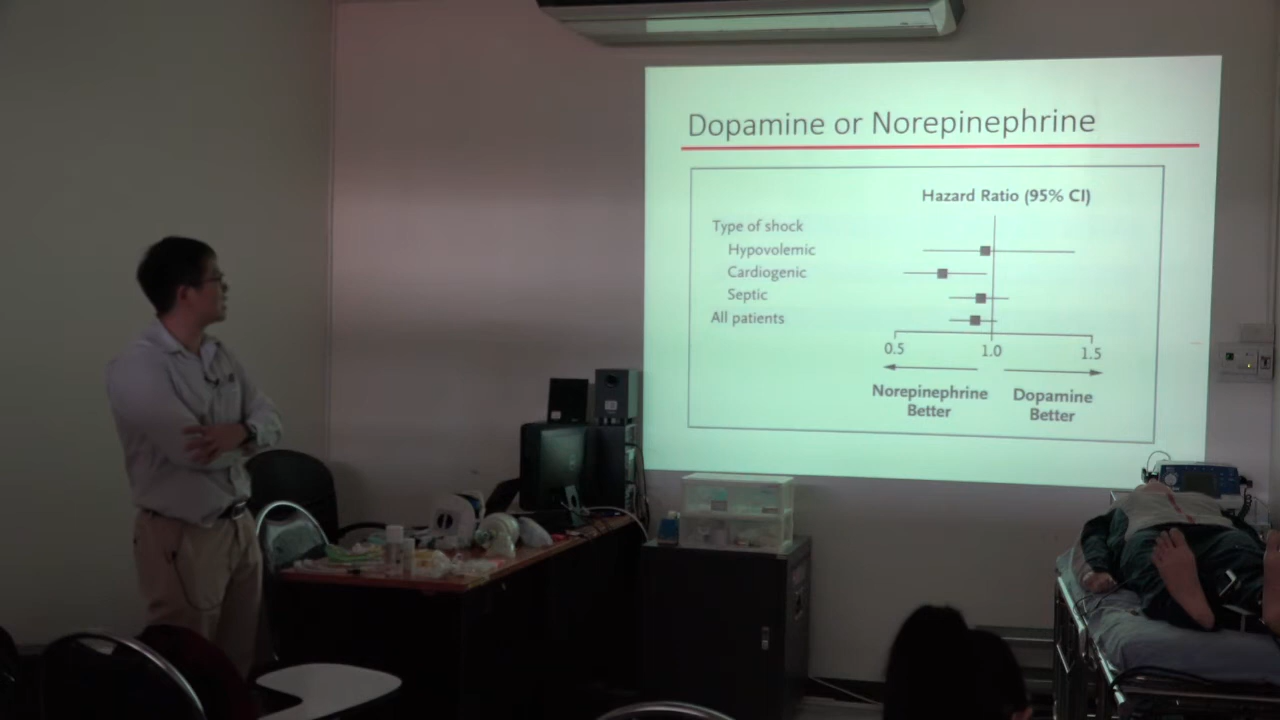 Dopamine or Norepinephrine
Hazard Ratio (95% CI)
Type of shock
Hypovolemic
Cardiogenic
Septic
All patients
0.5 1.0 1.5
Norepinephrine Better
Dopamine Better